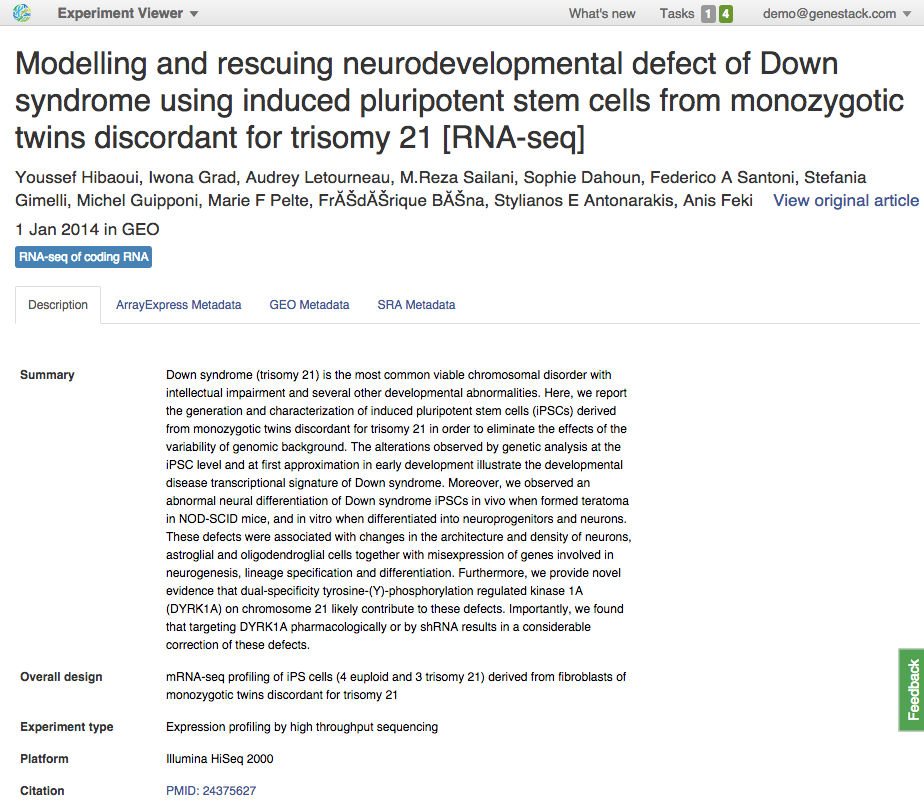 Experiment Viewer What's new Tasks 1 4 demo@genestack.com
Modelling and rescuing neurodevelopmental defect of Down
syndrome using induced pluripotent stem cells from monozygotic
twins discordant for trisomy 21 [RNA-seq]
Youssef Hibaoui, Iwona Grad, Audrey Letourneau, M.Reza Sailani, Sophie Dahoun, Federico A Santoni, Stefania
Gimelli, Michel Guipponi, Marie F Pelte, FrĂŠdĂŠrique BĂŠna, Stylianos E Antonarakis, Anis Feki View original article
1 Jan 2014 in GEO
RNA-seq of coding RNA
Description ArrayExpress Metadata GEO Metadata SRA Metadata
Summary Down syndrome (trisomy 21) is the most common viable chromosomal disorder with
intellectual impairment and several other developmental abnormalities. Here, we report
the generation and characterization of induced pluripotent stem cells (iPSCs) derived
from monozygotic twins discordant for trisomy 21 in order to eliminate the effects of the
variability of genomic background. The alterations observed by genetic analysis at the
iPSC level and at first approximation in early development illustrate the developmental
disease transcriptional signature of Down syndrome. Moreover, we observed an
abnormal neural differentiation of Down syndrome iPSCs in vivo when formed teratoma
in NOD-SCID mice, and in vitro when differentiated into neuroprogenitors and neurons.
These defects were associated with changes in the architecture and density of neurons,
astroglial and oligodendroglial cells together with misexpression of genes involved in
neurogenesis, lineage specification and differentiation. Furthermore, we provide novel
evidence that dual-specificity tyrosine-(Y)-phosphorylation regulated kinase 1A
(DYRK1A) on chromosome 21 likely contribute to these defects. Importantly, we found
that targeting DYRK1A pharmacologically or by shRNA results in a considerable
correction of these defects.
Overall design mRNA-seq profiling of iPS cells (4 euploid and 3 trisomy 21) derived from fibroblasts of
monozygotic twins discordant for trisomy 21
Experiment type Expression profiling by high throughput sequencing
Platform Illumina HiSeq 2000
Citation PMID: 24375627
Feedback